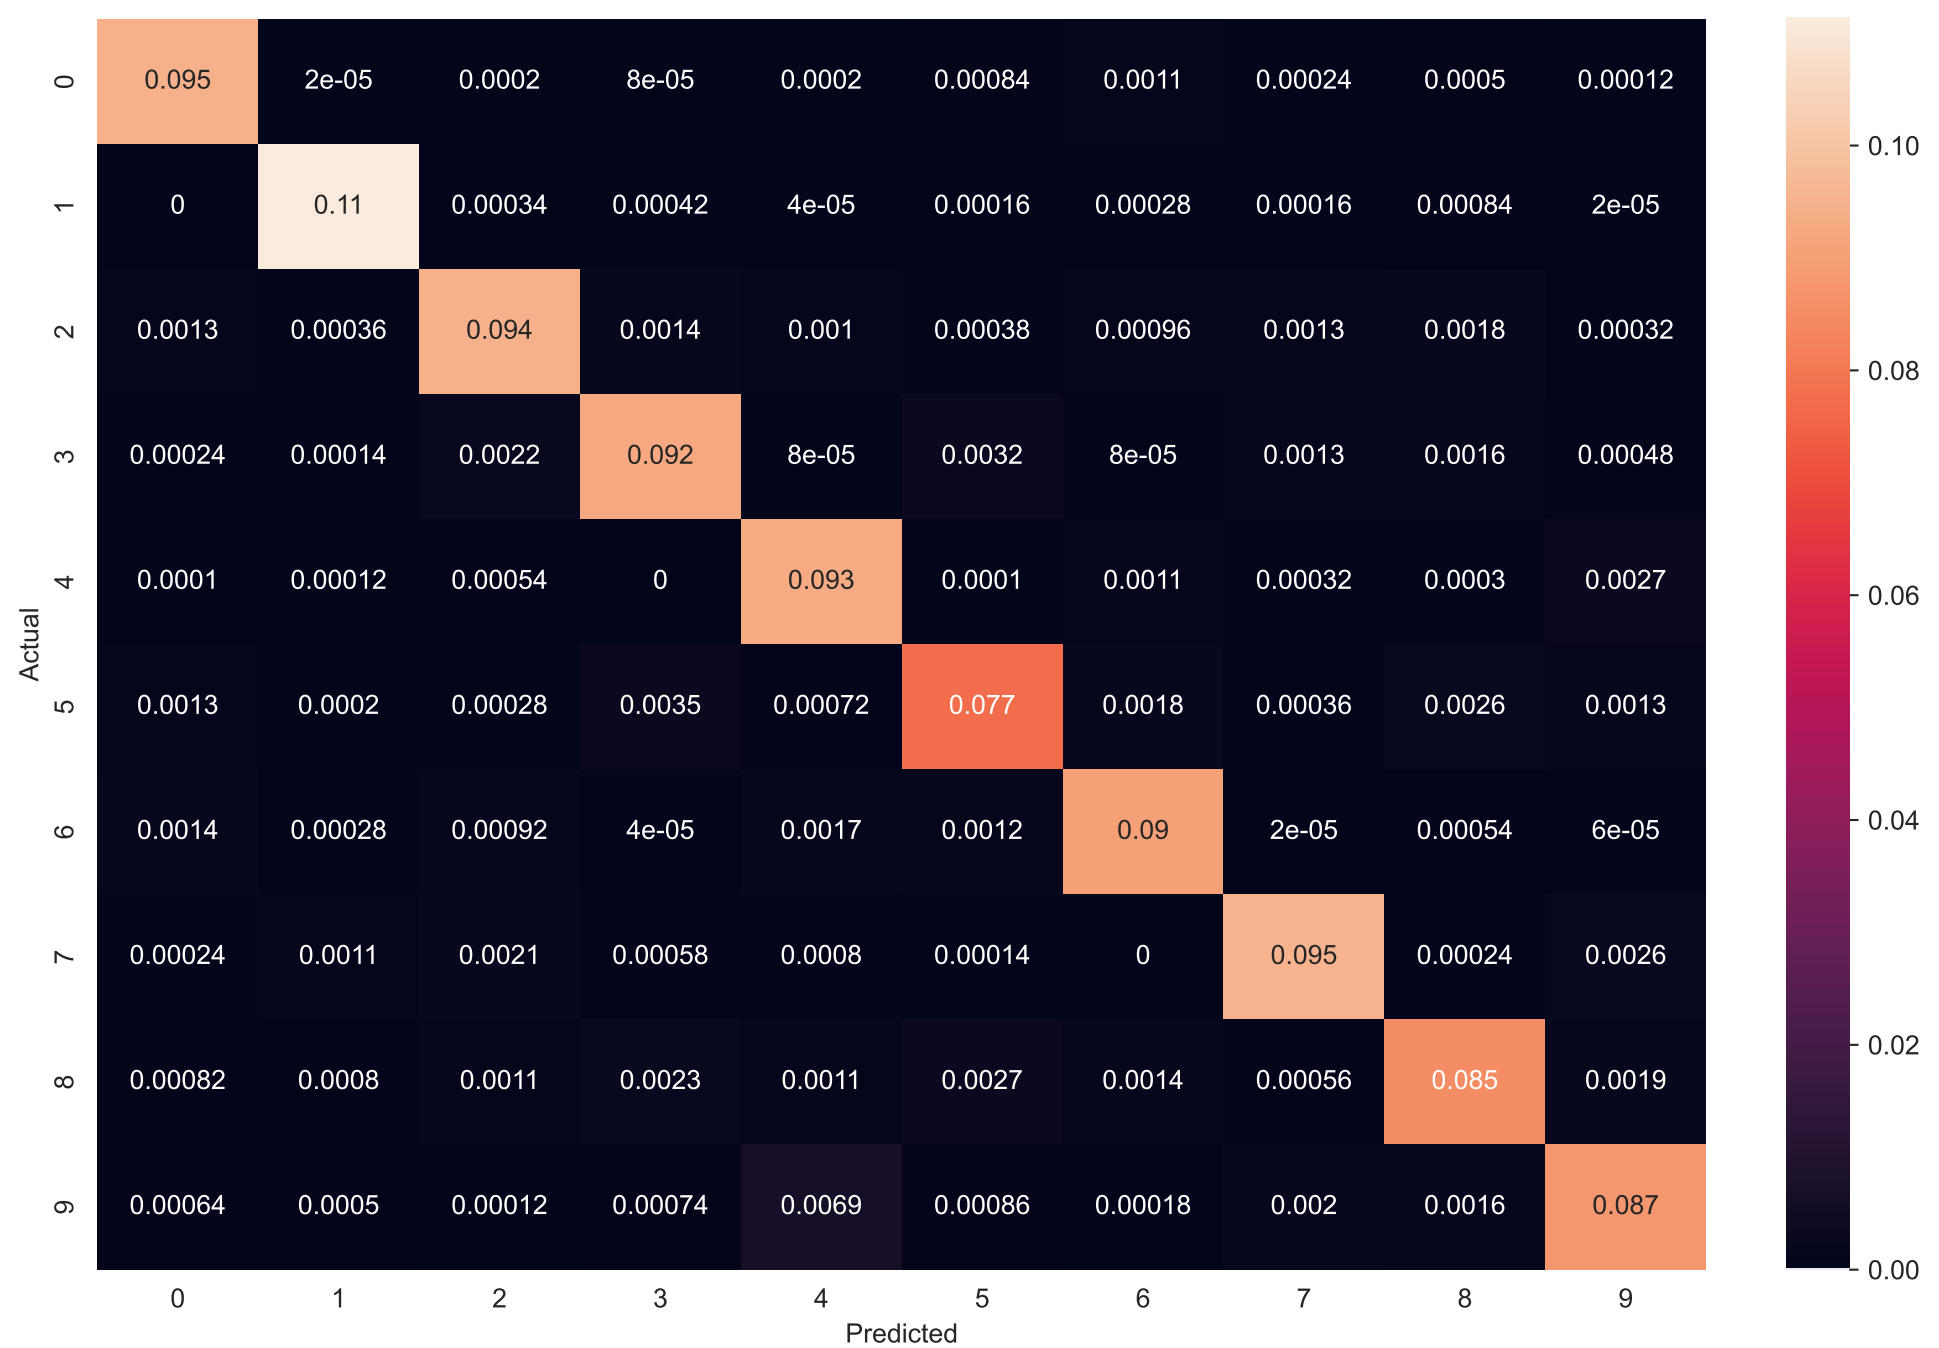 0 0.095 2e-05 0.0002 8e-05 0.0002 0.00084 0.0011 0.00024 0.0005 0.00012
1 0 0.11 0.00034 0.00042 4e-05 0.00016 0.00028 0.00016 0.00084 2e-05
2 0.0013 0.00036 0.094 0.0014 0.001 0.00038 0.00096 0.0013 0.0018 0.00032
3 0.00024 0.00014 0.0022 0.092 8e-05 0.0032 8e-05 0.0013 0.0016 0.00048
4 0.0001 0.00012 0.00054 0 0.093 0.0001 0.0011 0.00032 0.0003 0.0027
5 0.0013 0.0002 0.00028 0.0035 0.00072 0.077 0.0018 0.00036 0.0026 0.0013
6 0.0014 0.00028 0.00092 4e-05 0.0017 0.0012 0.09 2e-05 0.00054 6e-05
7 0.00024 0.0011 0.0021 0.00058 0.0008 0.00014 0 0.095 0.00024 0.0026
8 0.00082 0.0008 0.0011 0.0023 0.0011 0.0027 0.0014 0.00056 0.085 0.0019
9 0.00064 0.0005 0.00012 0.00074 0.0069 0.00086 0.00018 0.002 0.0016 0.087
0 1 2 3 4 5 6 7 8 9
Predicted
Actual
0.10
0.08
0.06
0.04
0.02
0.00